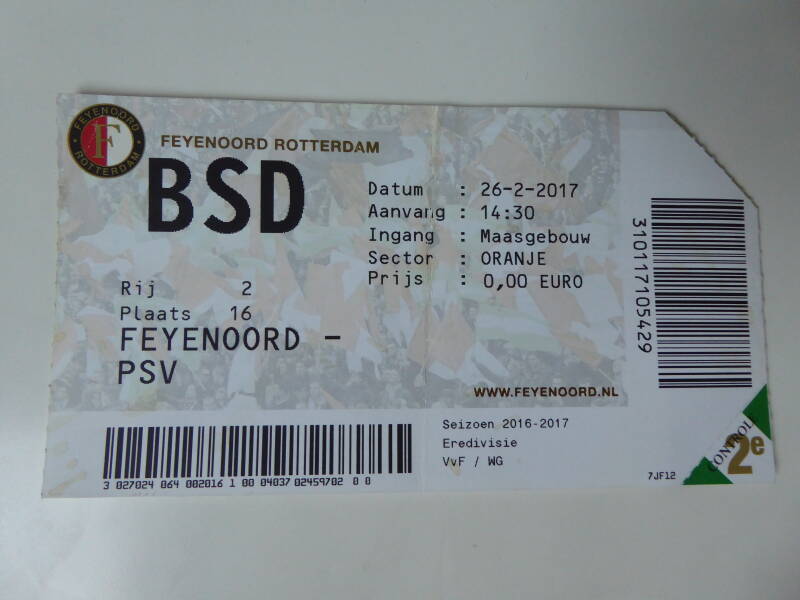 FEYENOORD
ROTTERDAM
F
FEYENOORD ROTTERDAM
BSD
Datum : 26-2-2017
Aanvang : 14:30
Ingang : Maasgebouw
Sector : ORANJE
Prijs : 0,00 EURO
Rij 2
Plaats 16
FEYENOORD -
PSV
WWW.FEYENOORD.NL
310117105429
Seizoen 2016-2017
Eredivisie
VvF / WG
7JF12
CONTROLE
2e
3 027024 064 002016 1 00 04037 02459702 0 0